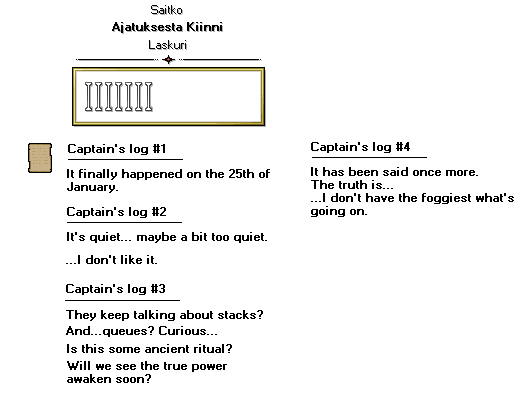 Saitko
Ajatuksesta Kiinni
Laskuri
IIIIIII
Captain's log #1
It finally happened on the 25th of
January.
Captain's log #2
It's quiet... maybe a bit too quiet.
...I don't like it.
Captain's log #3
They keep talking about stacks?
And...queues? Curious...
Is this some ancient ritual?
Will we see the true power
awaken soon?
Captain's log #4
It has been said once more.
The truth is...
...I don't have the foggiest what's
going on.